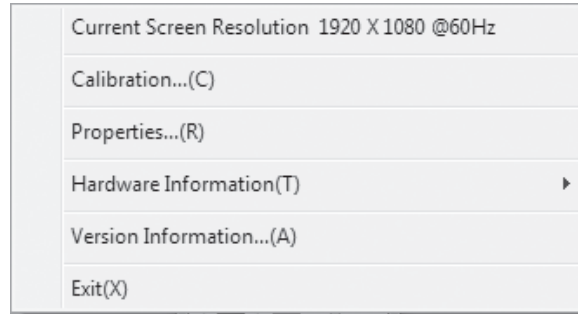 Current Screen Resolution 1920 X 1080 @60Hz
Calibration...(C)
Properties...(R)
Hardware Information(T)
Version Information...(A)
Exit(X)